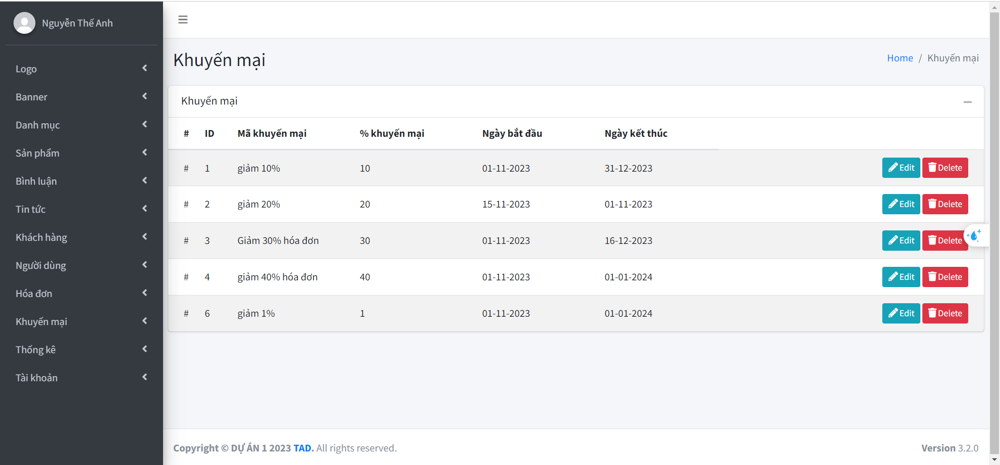 Nguyễn Thế Anh
Logo
Banner
Danh mục
Sản phẩm
Bình luận
Tin tức
Khách hàng
Người dùng
Hóa đơn
Khuyến mại
Thống kê
Tài khoản
Khuyến mại
Home / Khuyến mại
Khuyến mại
# ID Mã khuyến mại % khuyến mại Ngày bắt đầu Ngày kết thúc
# 1 giảm 10% 10 01-11-2023 31-12-2023 Edit Delete
# 2 giảm 20% 20 15-11-2023 01-11-2023 Edit Delete
# 3 Giảm 30% hóa đơn 30 01-11-2023 16-12-2023 Edit Delete
# 4 giảm 40% hóa đơn 40 01-11-2023 01-01-2024 Edit Delete
# 6 giảm 1% 1 01-11-2023 01-01-2024 Edit Delete
Copyright © DỰ ÁN 1 2023 TAD. All rights reserved.
Version 3.2.0